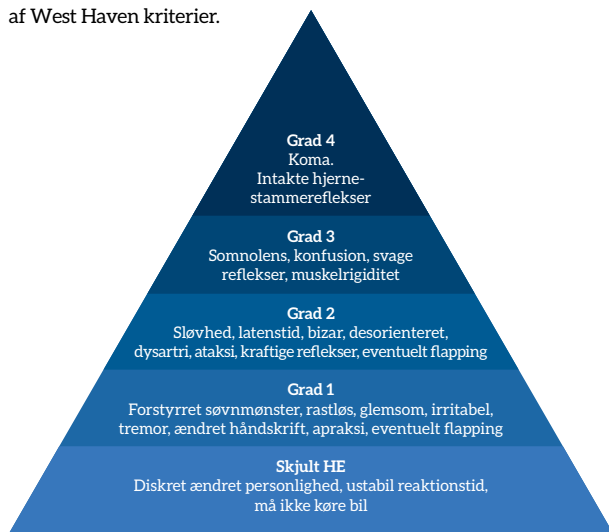 af West Haven kriterier.
Grad 4
Koma.
Intakte hjerne-
stammereflekser
Grad 3
Somnolens, konfusion, svage
reflekser, muskelrigiditet
Grad 2
Sløvhed, latenstid, bizar, desorienteret,
dysartri, ataksi, kraftige reflekser, eventuelt flapping
Grad 1
Forstyrret søvnmønster, rastløs, glemsom, irritabel,
tremor, ændret håndskrift, apraksi, eventuelt flapping
Skjult HE
Diskret ændret personlighed, ustabil reaktionstid,
må ikke køre bil